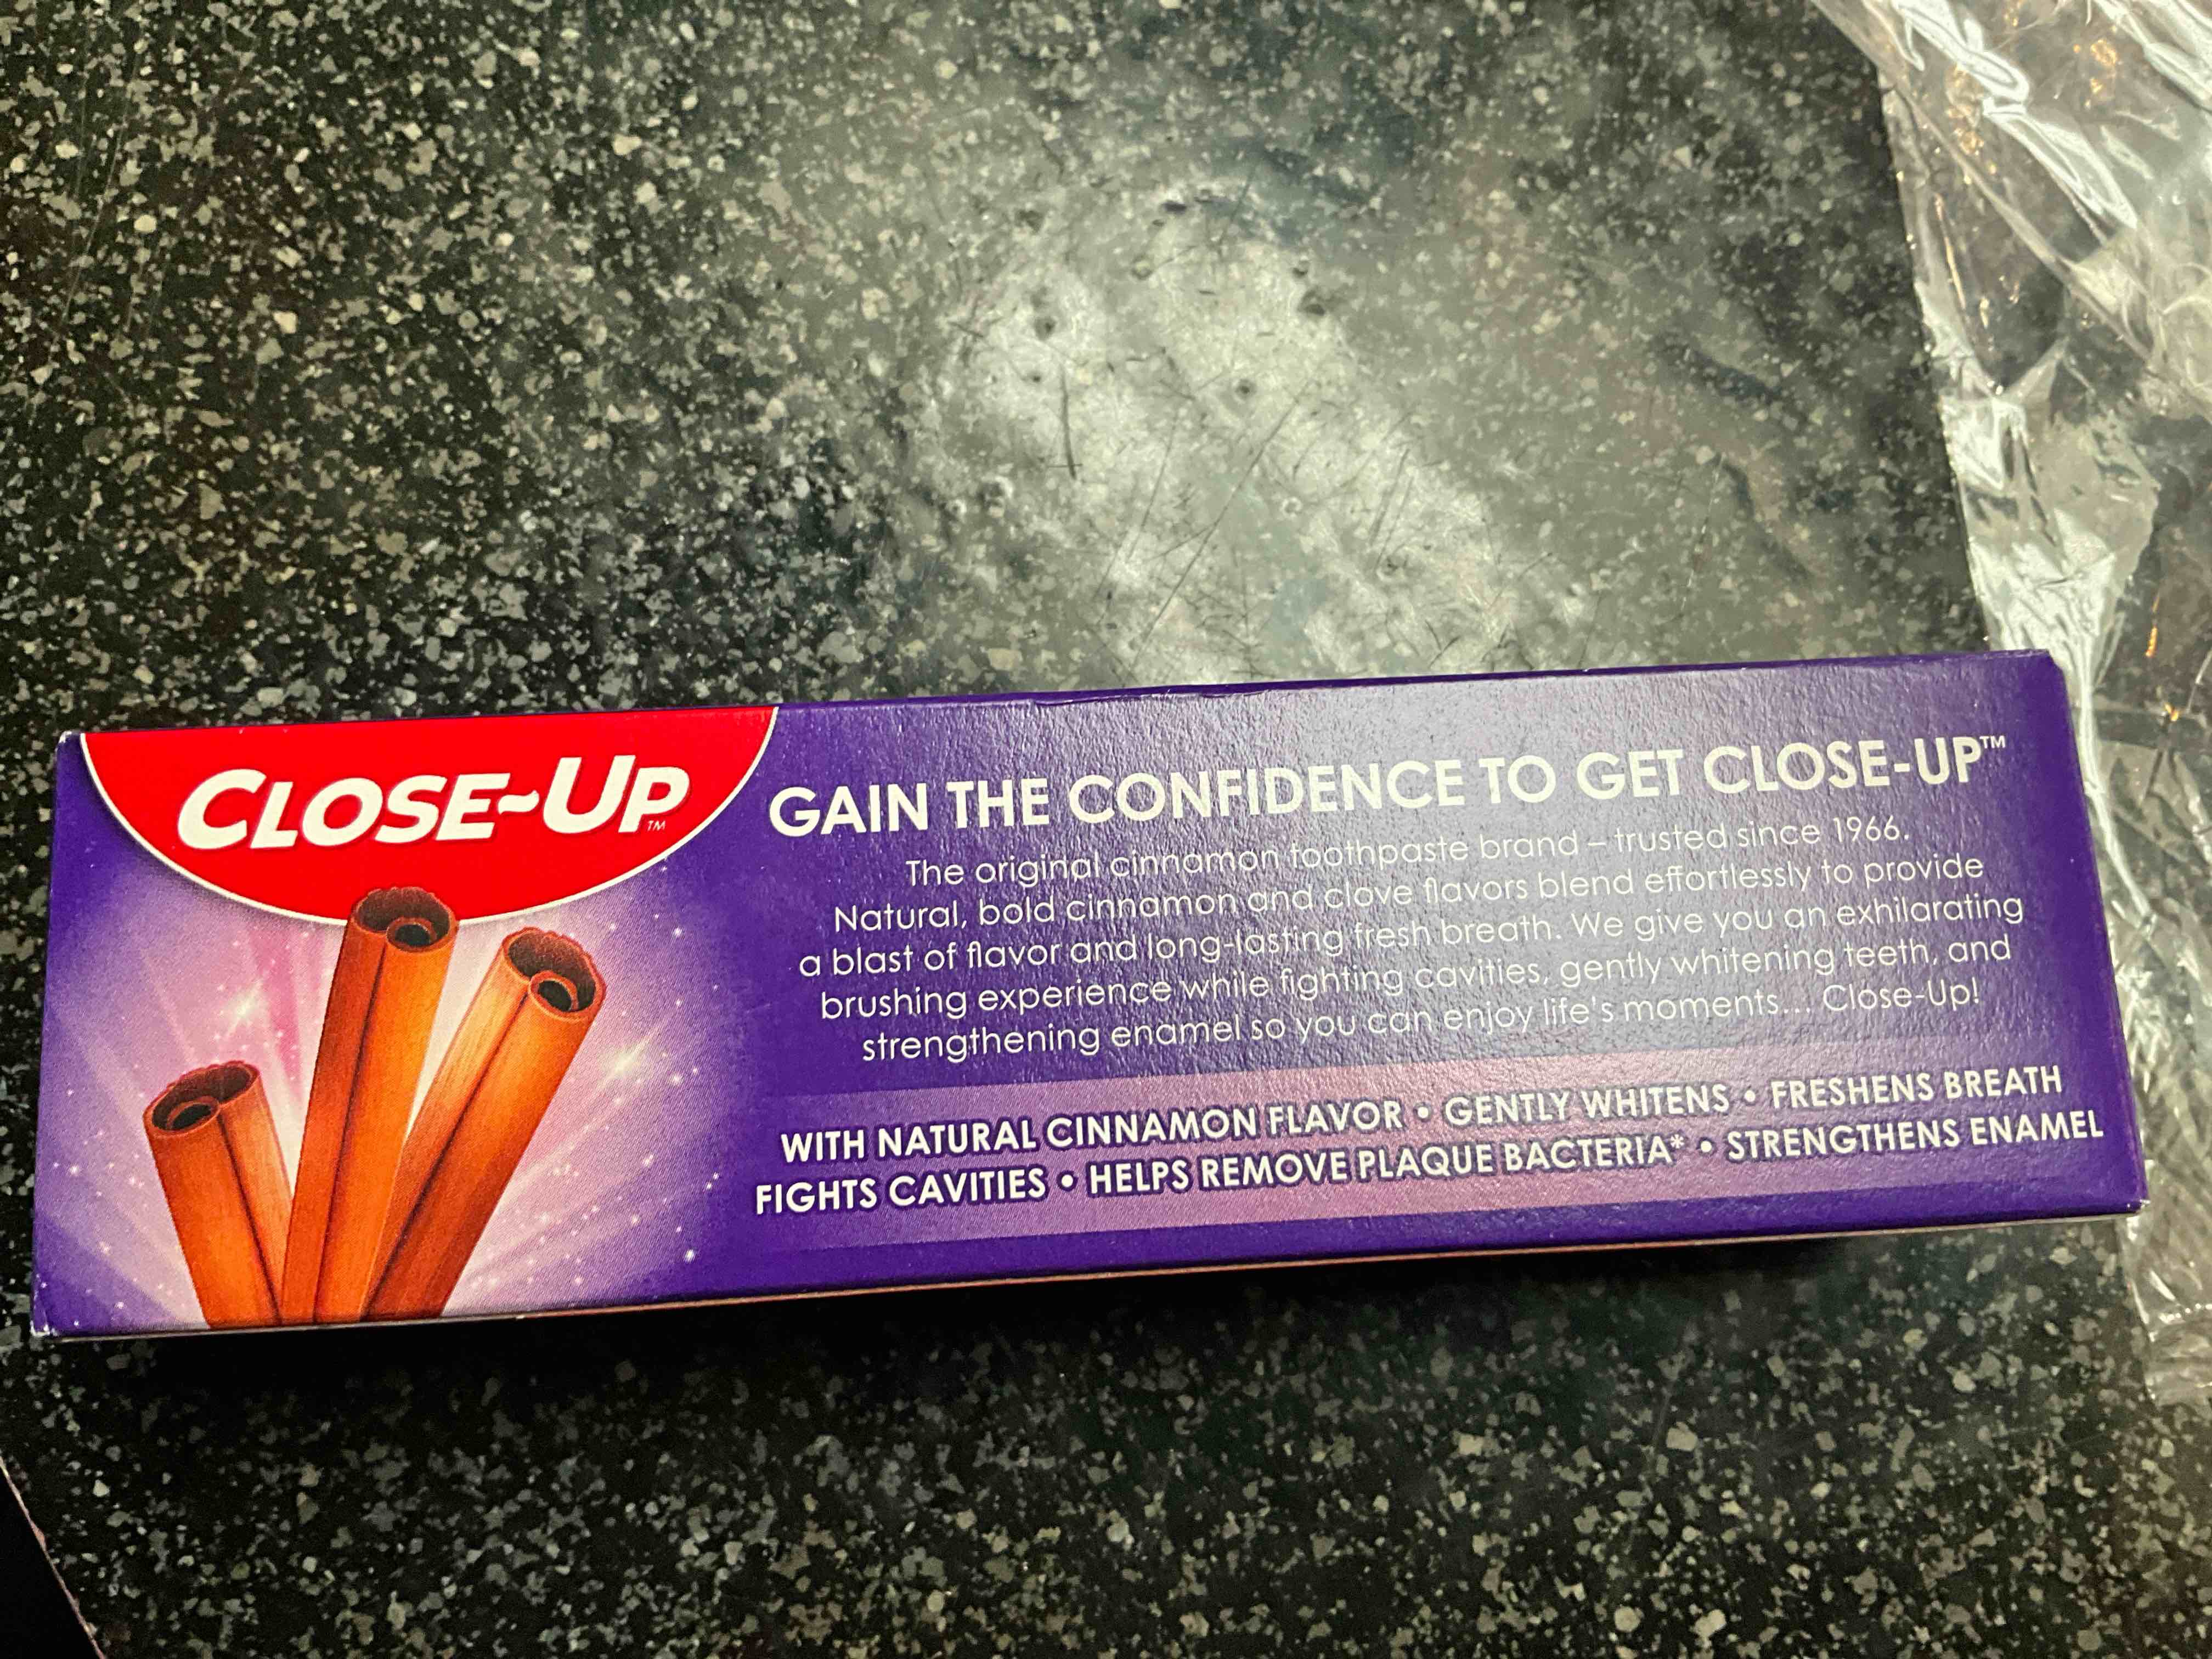 CLOSE~UP™
GAIN THE CONFIDENCE TO GET CLOSE-UP™
The original cinnamon toothpaste brand – trusted since 1966.
Natural, bold cinnamon and clove flavors blend effortlessly to provide
a blast of flavor and long-lasting fresh breath. We give you an exhilarating
brushing experience while fighting cavities, gently whitening teeth, and
strengthening enamel so you can enjoy life's moments... Close-Up!
WITH NATURAL CINNAMON FLAVOR • GENTLY WHITENS • FRESHENS BREATH
FIGHTS CAVITIES • HELPS REMOVE PLAQUE BACTERIA* • STRENGTHENS ENAMEL